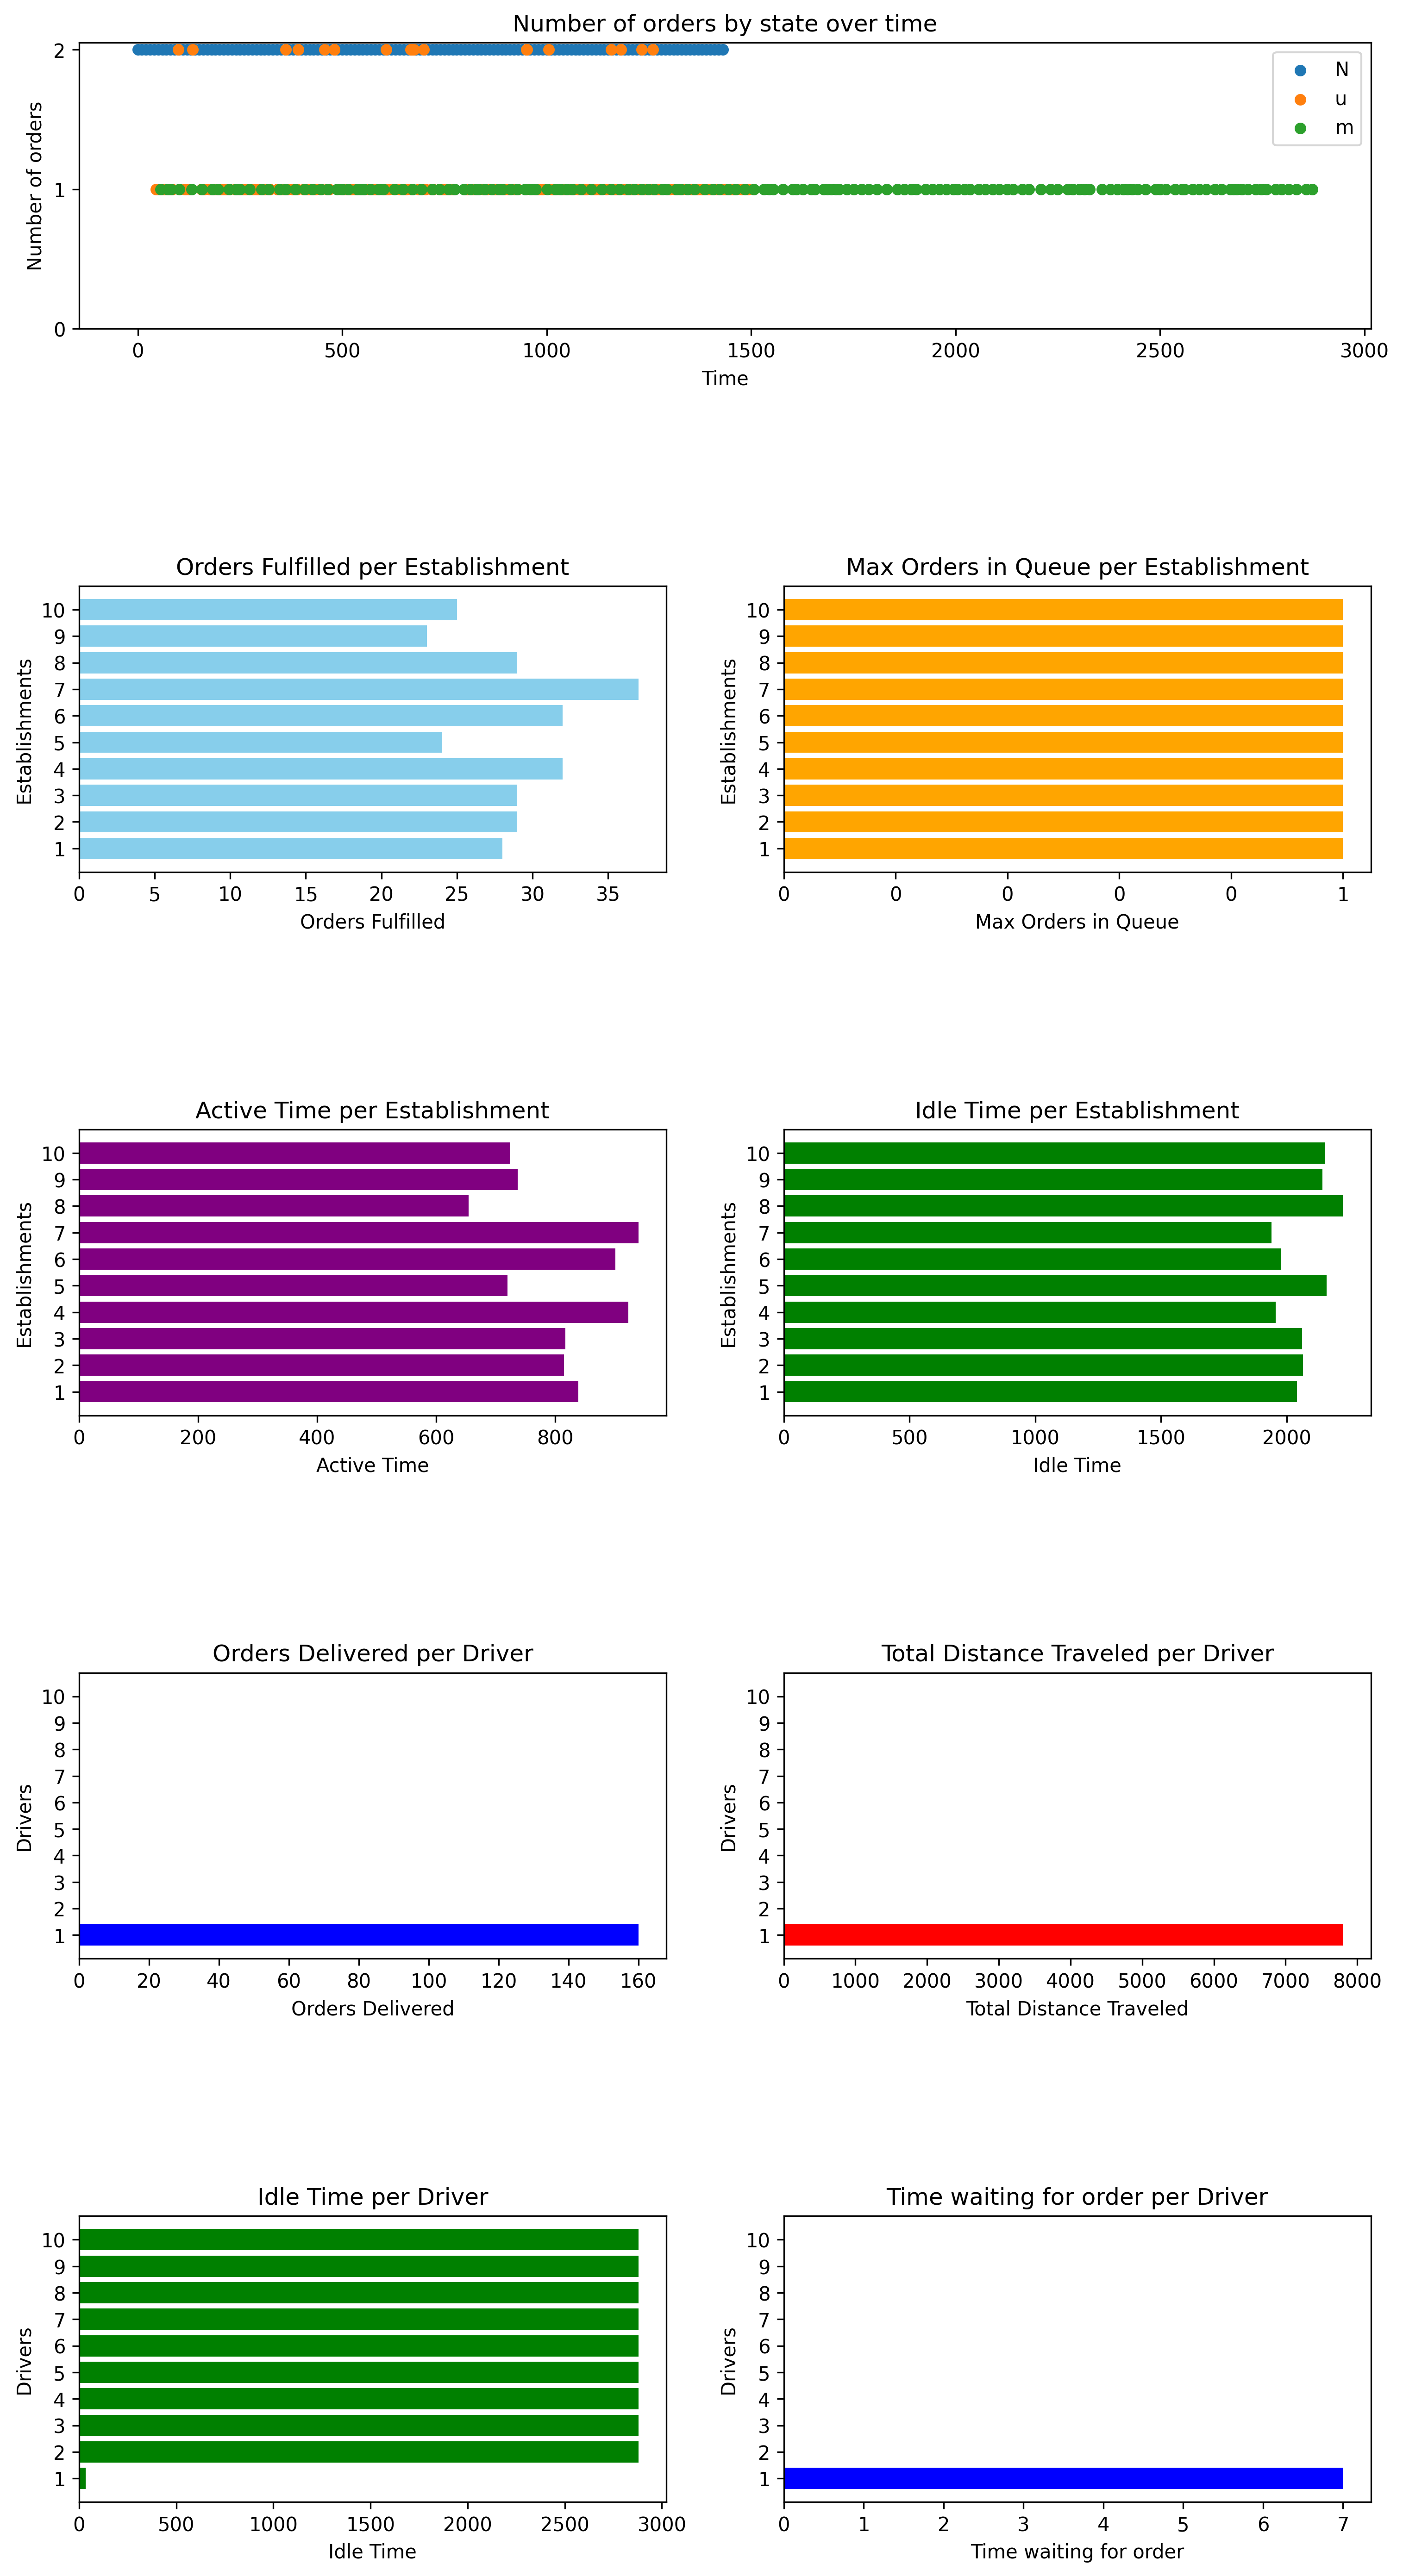 Number of orders by state over time
Number of orders
2
1
0
N
u
m
0 500 1000 1500 2000 2500 3000
Time
Orders Fulfilled per Establishment
Establishments
10
9
8
7
6
5
4
3
2
1
0 5 10 15 20 25 30 35
Orders Fulfilled
Max Orders in Queue per Establishment
Establishments
10
9
8
7
6
5
4
3
2
1
0 0 0 0 0 1
Max Orders in Queue
Active Time per Establishment
Establishments
10
9
8
7
6
5
4
3
2
1
0 200 400 600 800
Active Time
Idle Time per Establishment
Establishments
10
9
8
7
6
5
4
3
2
1
0 500 1000 1500 2000
Idle Time
Orders Delivered per Driver
Drivers
10
9
8
7
6
5
4
3
2
1
0 20 40 60 80 100 120 140 160
Orders Delivered
Total Distance Traveled per Driver
Drivers
10
9
8
7
6
5
4
3
2
1
0 1000 2000 3000 4000 5000 6000 7000 8000
Total Distance Traveled
Idle Time per Driver
Drivers
10
9
8
7
6
5
4
3
2
1
0 500 1000 1500 2000 2500 3000
Idle Time
Time waiting for order per Driver
Drivers
10
9
8
7
6
5
4
3
2
1
0 1 2 3 4 5 6 7
Time waiting for order